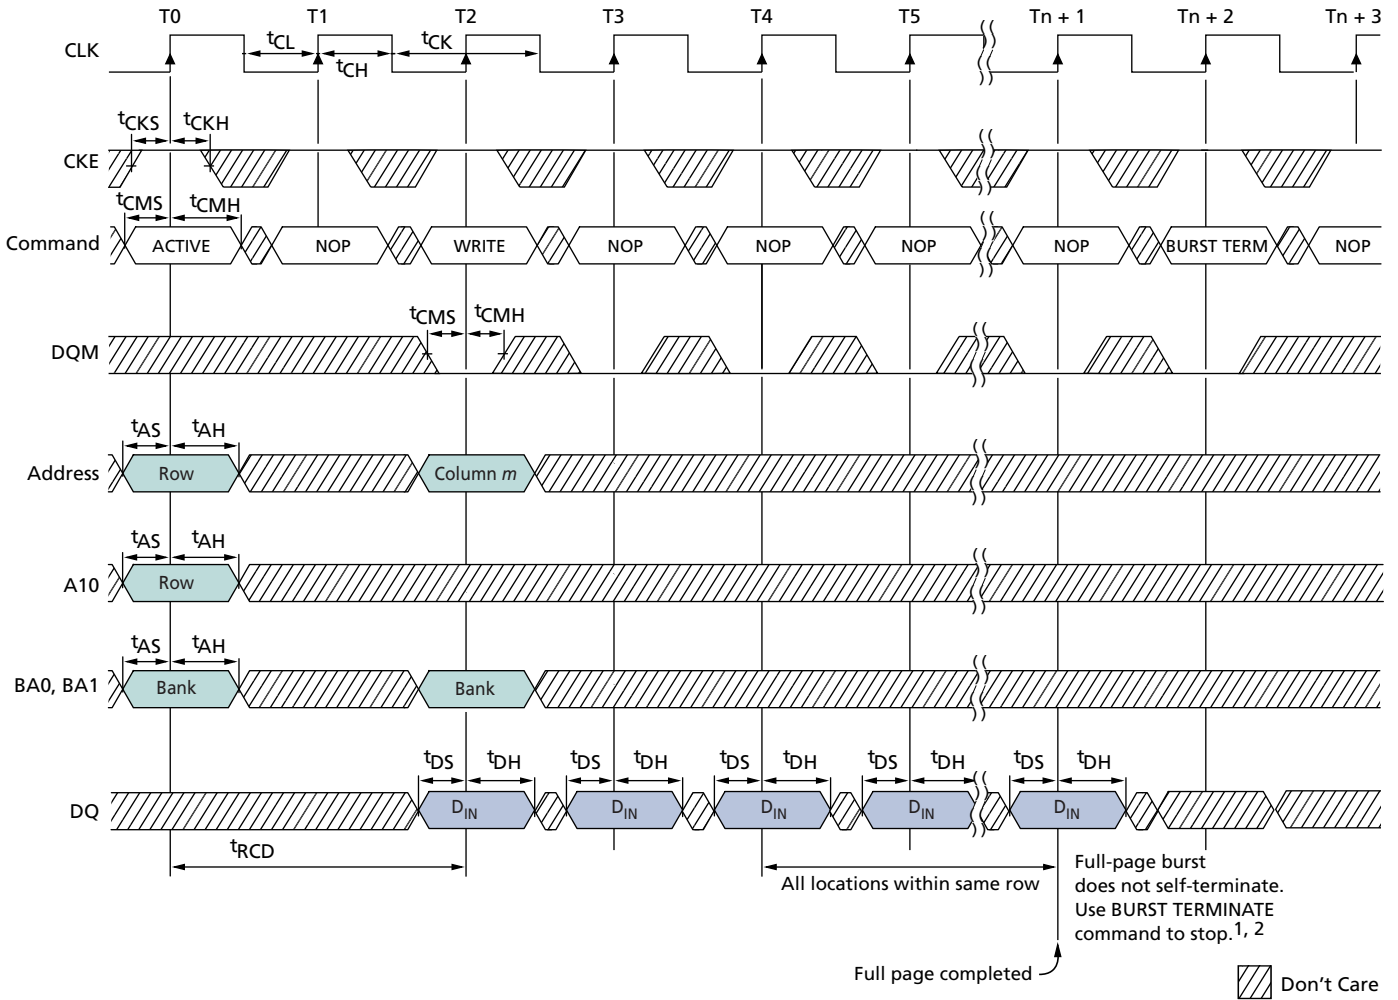 T0 T1 T2 T3 T4 T5 Tn + 1 Tn + 2 Tn + 3
CLK tCL tCH tCK
tCKS tCKH
CKE
tCMS tCMH
Command ACTIVE NOP WRITE NOP NOP NOP NOP BURST TERM NOP
tCMS tCMH
DQM
tAS tAH
Address Row Column m
tAS tAH
A10 Row
tAS tAH
BA0, BA1 Bank Bank
tDS tDH tDS tDH tDS tDH tDS tDH tDS tDH
DQ DIN DIN DIN DIN DIN
tRCD
All locations within same row
Full-page burst
does not self-terminate.
Use BURST TERMINATE
command to stop.1, 2
Full page completed
Don't Care